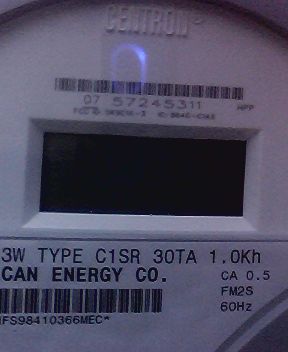 CENTRON®
07 57245311
3W TYPE C1SR 30TA 1.0Kh
CAN ENERGY CO.
CA 0.5
FM2S
60Hz
FS98410366MEC*